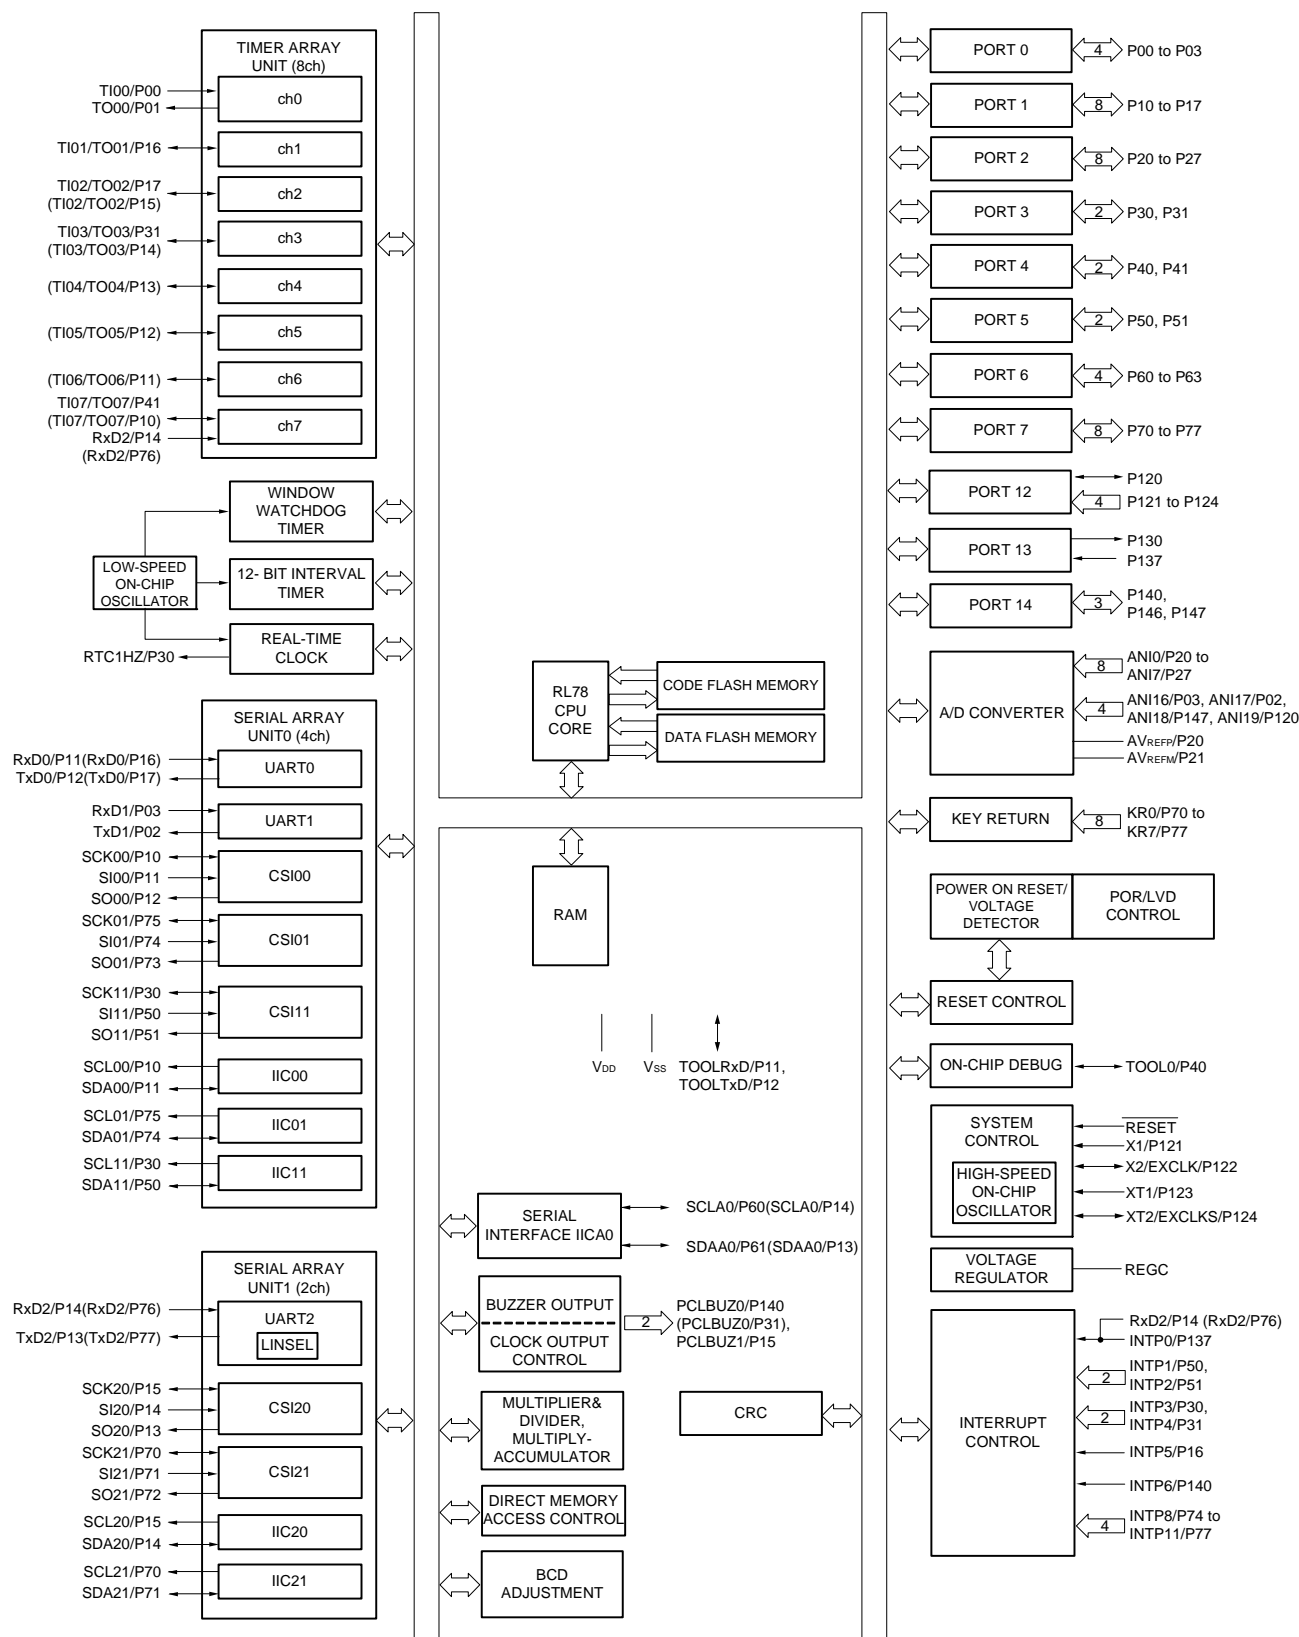 TIMER ARRAY
UNIT (8ch)
TI00/P00
TO00/P01
ch0
TI01/TO01/P16
ch1
TI02/TO02/P17
(TI02/TO02/P15)
ch2
TI03/TO03/P31
(TI03/TO03/P14)
ch3
(TI04/TO04/P13)
ch4
(TI05/TO05/P12)
ch5
(TI06/TO06/P11)
ch6
TI07/TO07/P41
(TI07/TO07/P10)
RxD2/P14
(RxD2/P76)
ch7
WINDOW
WATCHDOG
TIMER
LOW-SPEED
ON-CHIP
OSCILLATOR
12- BIT INTERVAL
TIMER
RTC1HZ/P30
REAL-TIME
CLOCK
SERIAL ARRAY
UNIT0 (4ch)
RxD0/P11(RxD0/P16)
TxD0/P12(TxD0/P17)
UART0
RxD1/P03
TxD1/P02
UART1
SCK00/P10
SI00/P11
SO00/P12
CSI00
SCK01/P75
SI01/P74
SO01/P73
CSI01
SCK11/P30
SI11/P50
SO11/P51
CSI11
SCL00/P10
SDA00/P11
IIC00
SCL01/P75
SDA01/P74
IIC01
SCL11/P30
SDA11/P50
IIC11
SERIAL ARRAY
UNIT1 (2ch)
RxD2/P14(RxD2/P76)
TxD2/P13(TxD2/P77)
UART2
LINSEL
SCK20/P15
SI20/P14
SO20/P13
CSI20
SCK21/P70
SI21/P71
SO21/P72
CSI21
SCL20/P15
SDA20/P14
IIC20
SCL21/P70
SDA21/P71
IIC21
RL78
CPU
CORE
CODE FLASH MEMORY
DATA FLASH MEMORY
RAM
VDD
VSS
TOOLRxD/P11,
TOOLTxD/P12
SERIAL
INTERFACE IICA0
SCLA0/P60(SCLA0/P14)
SDAA0/P61(SDAA0/P13)
BUZZER OUTPUT
CLOCK OUTPUT
CONTROL
2
PCLBUZ0/P140
(PCLBUZ0/P31),
PCLBUZ1/P15
MULTIPLIER&
DIVIDER,
MULTIPLY-
ACCUMULATOR
CRC
DIRECT MEMORY
ACCESS CONTROL
BCD
ADJUSTMENT
PORT 0
4
P00 to P03
PORT 1
8
P10 to P17
PORT 2
8
P20 to P27
PORT 3
2
P30, P31
PORT 4
2
P40, P41
PORT 5
2
P50, P51
PORT 6
4
P60 to P63
PORT 7
8
P70 to P77
PORT 12
P120
4
P121 to P124
PORT 13
P130
P137
PORT 14
3
P140,
P146, P147
A/D CONVERTER
8
ANI0/P20 to
ANI7/P27
4
ANI16/P03, ANI17/P02,
ANI18/P147, ANI19/P120
AVREFP/P20
AVREFM/P21
KEY RETURN
8
KR0/P70 to
KR7/P77
POWER ON RESET/
VOLTAGE
DETECTOR
POR/LVD
CONTROL
RESET CONTROL
ON-CHIP DEBUG
TOOL0/P40
SYSTEM
CONTROL
HIGH-SPEED
ON-CHIP
OSCILLATOR
RESET
X1/P121
X2/EXCLK/P122
XT1/P123
XT2/EXCLKS/P124
VOLTAGE
REGULATOR
REGC
INTERRUPT
CONTROL
RxD2/P14 (RxD2/P76)
INTP0/P137
2
INTP1/P50,
INTP2/P51
2
INTP3/P30,
INTP4/P31
INTP5/P16
INTP6/P140
4
INTP8/P74 to
INTP11/P77